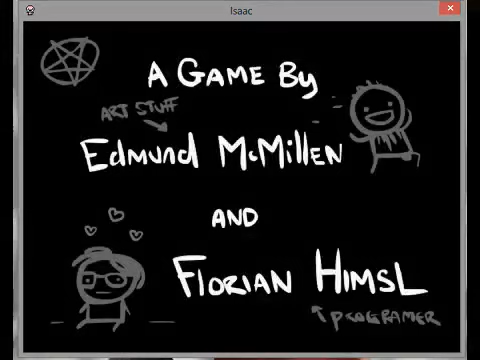 Isaac
A GAME By
ART STUFF
Edmund McMillen
AND
FLORIAN HIMSL
PROGRAMER